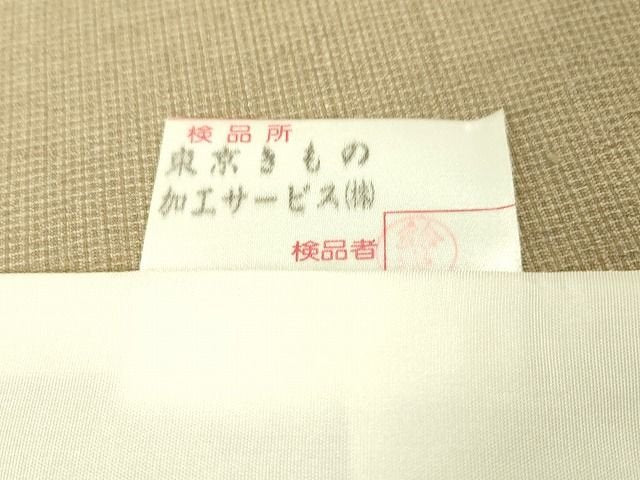 検品所
東京きもの
加工サービス㈱
検品者